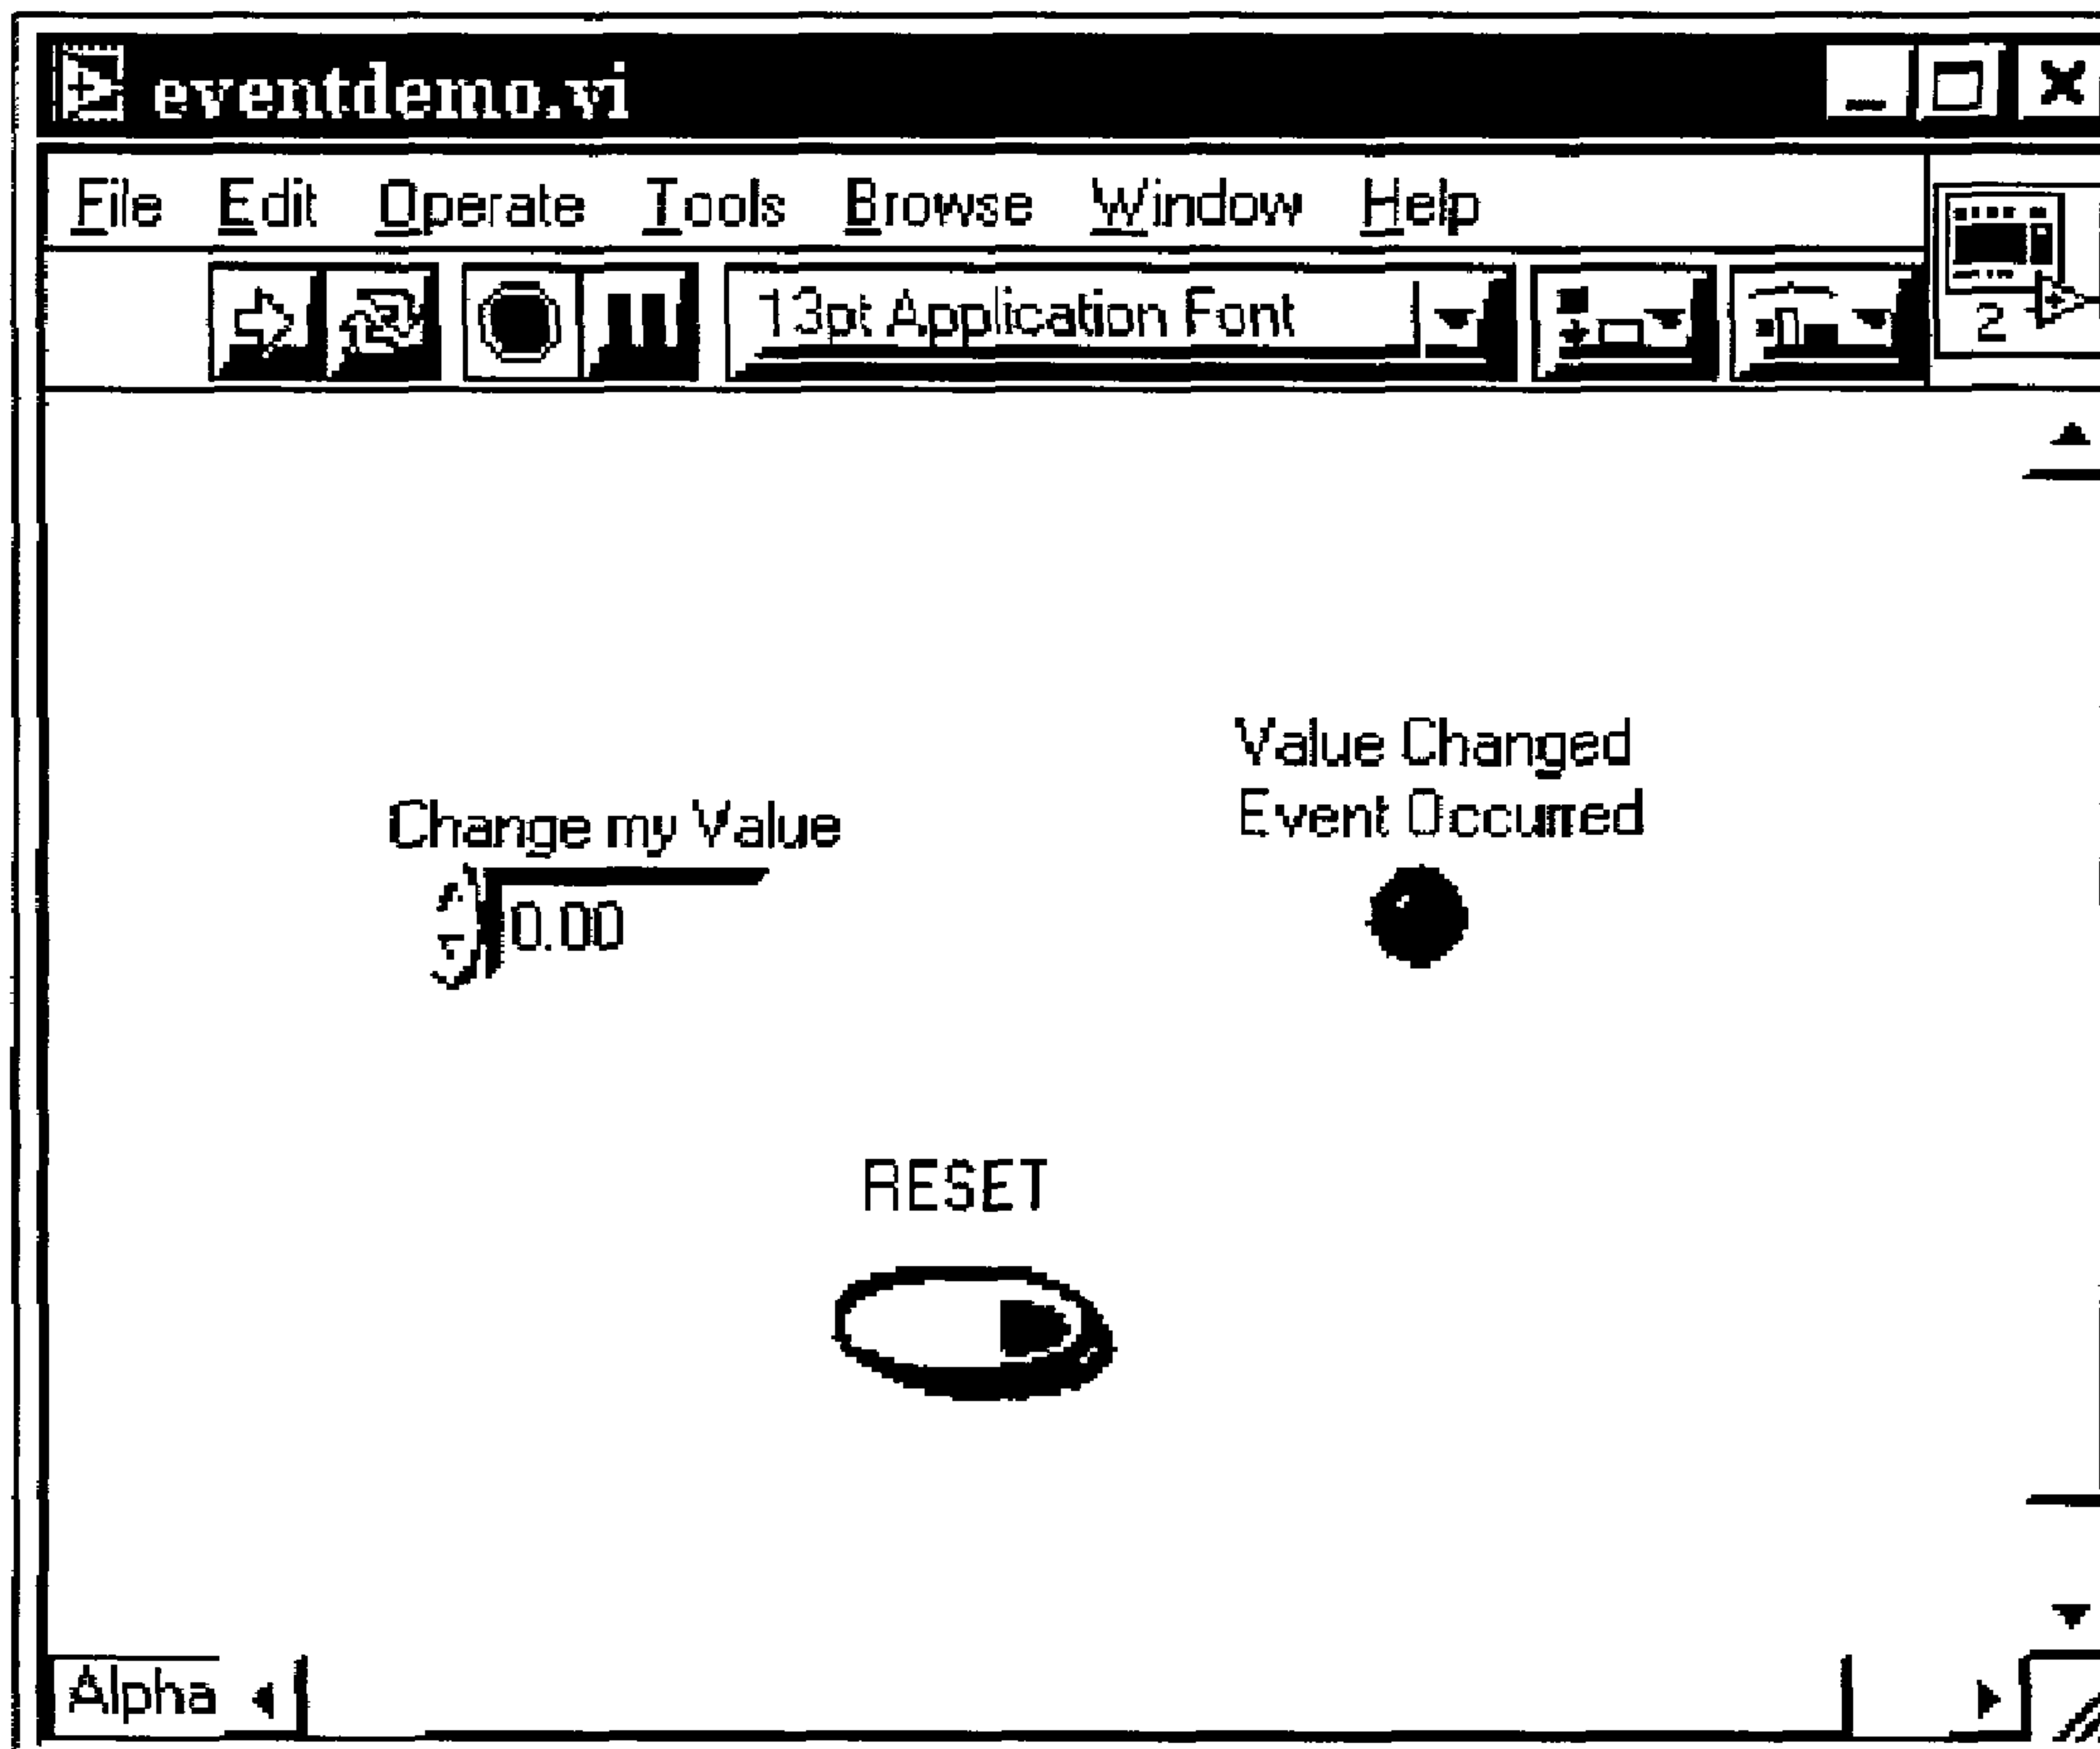 eventdemo.vi
File Edit Operate Tools Browse Window Help
13pt Application Font
2
Value Changed
Event Occurred
Change my Value
0.00
RESET
Alpha